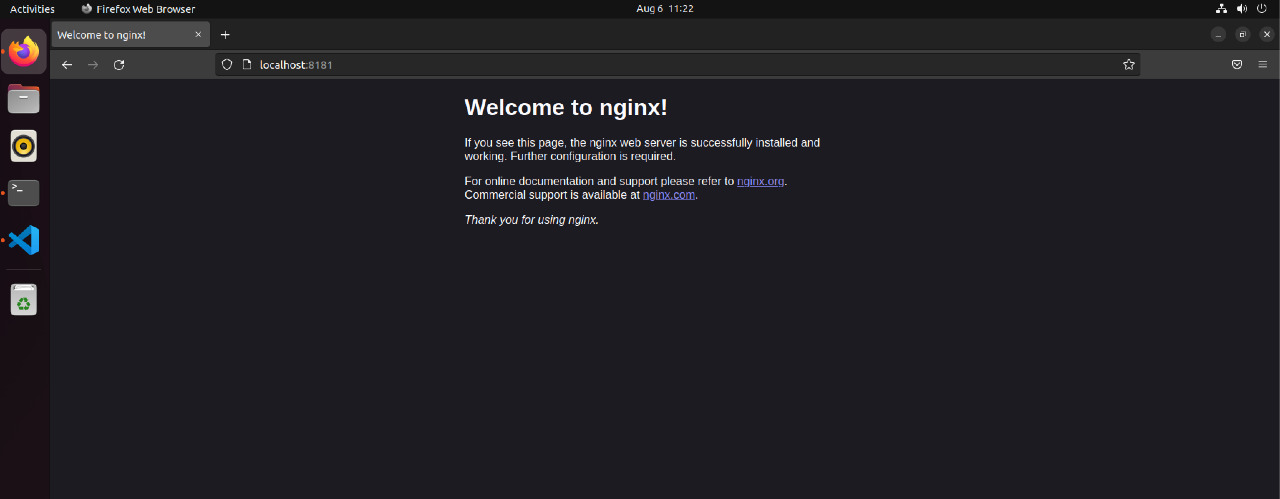 Activities Firefox Web Browser Aug 6 11:22
Welcome to nginx!
localhost:8181
Welcome to nginx!
If you see this page, the nginx web server is successfully installed and
working. Further configuration is required.
For online documentation and support please refer to nginx.org.
Commercial support is available at nginx.com.
Thank you for using nginx.